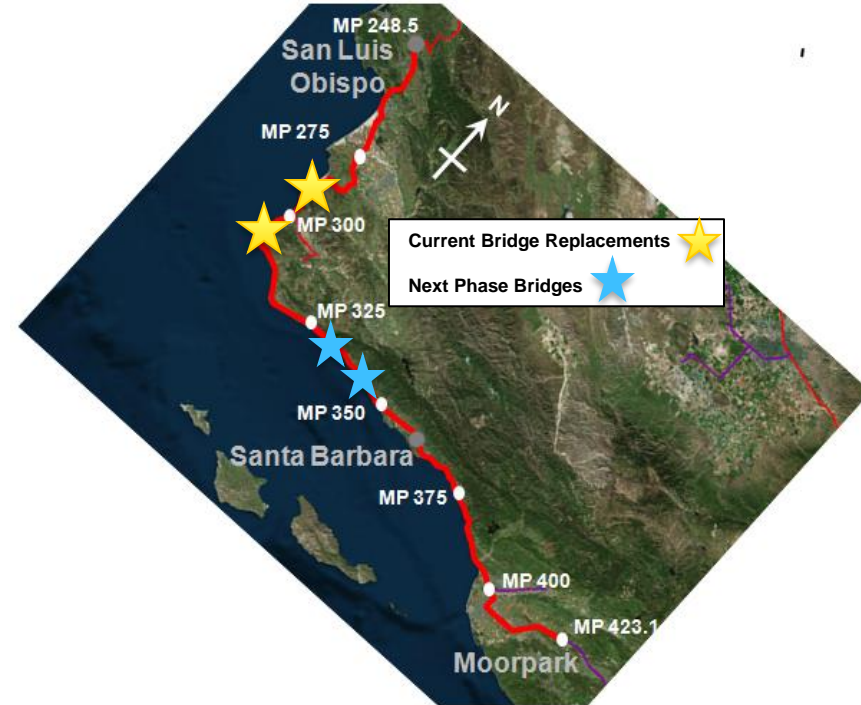 MP 248.5
San Luis
Obispo
N
MP 275
MP 300
Current Bridge Replacements
Next Phase Bridges
MP 325
MP 350
Santa Barbara
MP 375
MP 400
MP 423.1
Moorpark